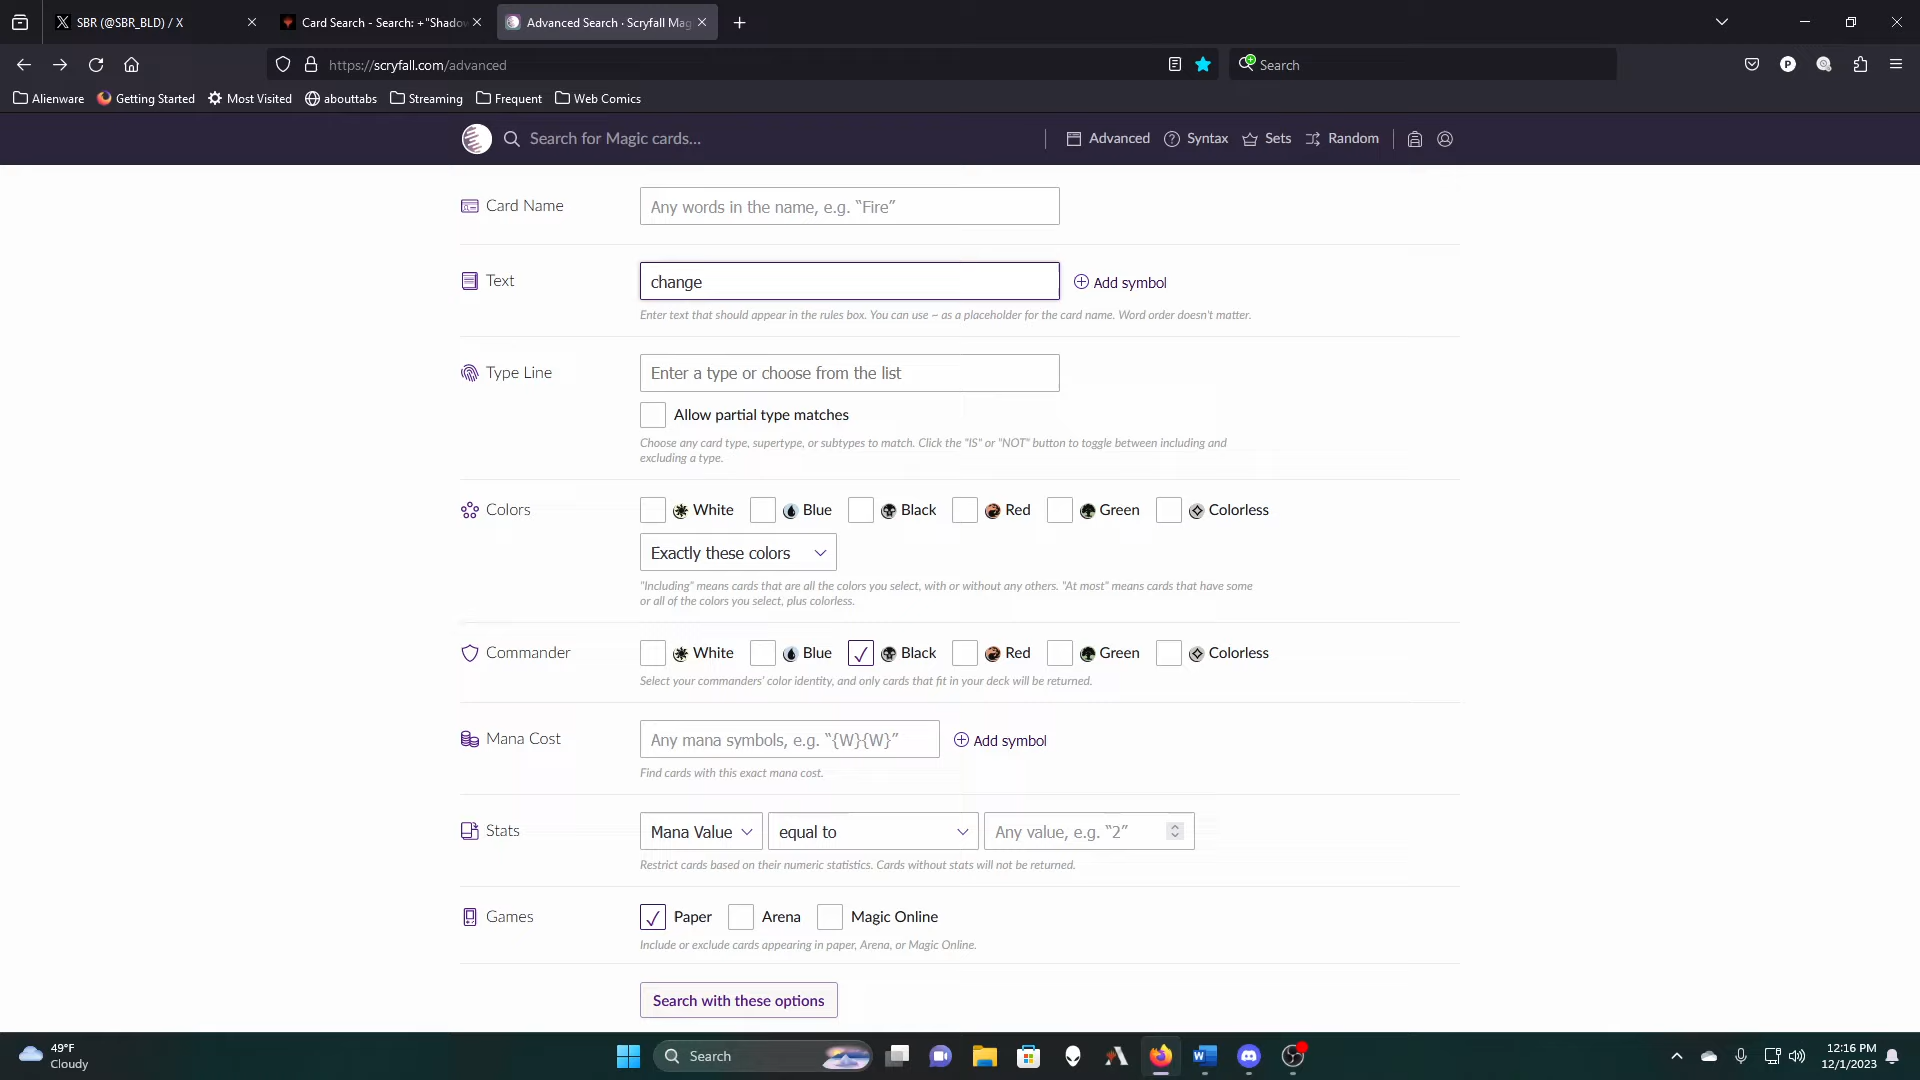 SBR (@SBR_BLD) / X
Card Search - Search: +"Shadow
Advanced Search · Scryfall Mag
https://scryfall.com/advanced
Search
Alienware
Getting Started
Most Visited
abouttabs
Streaming
Frequent
Web Comics
Search for Magic cards...
Advanced
Syntax
Sets
Random
Card Name
Any words in the name, e.g. “Fire”
Text
change
Add symbol
Enter text that should appear in the rules box. You can use ~ as a placeholder for the card name. Word order doesn't matter.
Type Line
Enter a type or choose from the list
Allow partial type matches
Choose any card type, supertype, or subtypes to match. Click the "IS" or "NOT" button to toggle between including and
excluding a type.
Colors
White
Blue
Black
Red
Green
Colorless
Exactly these colors
"Including" means cards that are all the colors you select, with or without any others. "At most" means cards that have some
or all of the colors you select, plus colorless.
Commander
White
Blue
Black
Red
Green
Colorless
Select your commanders' color identity, and only cards that fit in your deck will be returned.
Mana Cost
Any mana symbols, e.g. “{W}{W}”
Add symbol
Find cards with this exact mana cost.
Stats
Mana Value
equal to
Any value, e.g. “2”
Restrict cards based on their numeric statistics. Cards without stats will not be returned.
Games
Paper
Arena
Magic Online
Include or exclude cards appearing in paper, Arena, or Magic Online.
Search with these options
49°F
Cloudy
Search
12:16 PM
12/1/2023